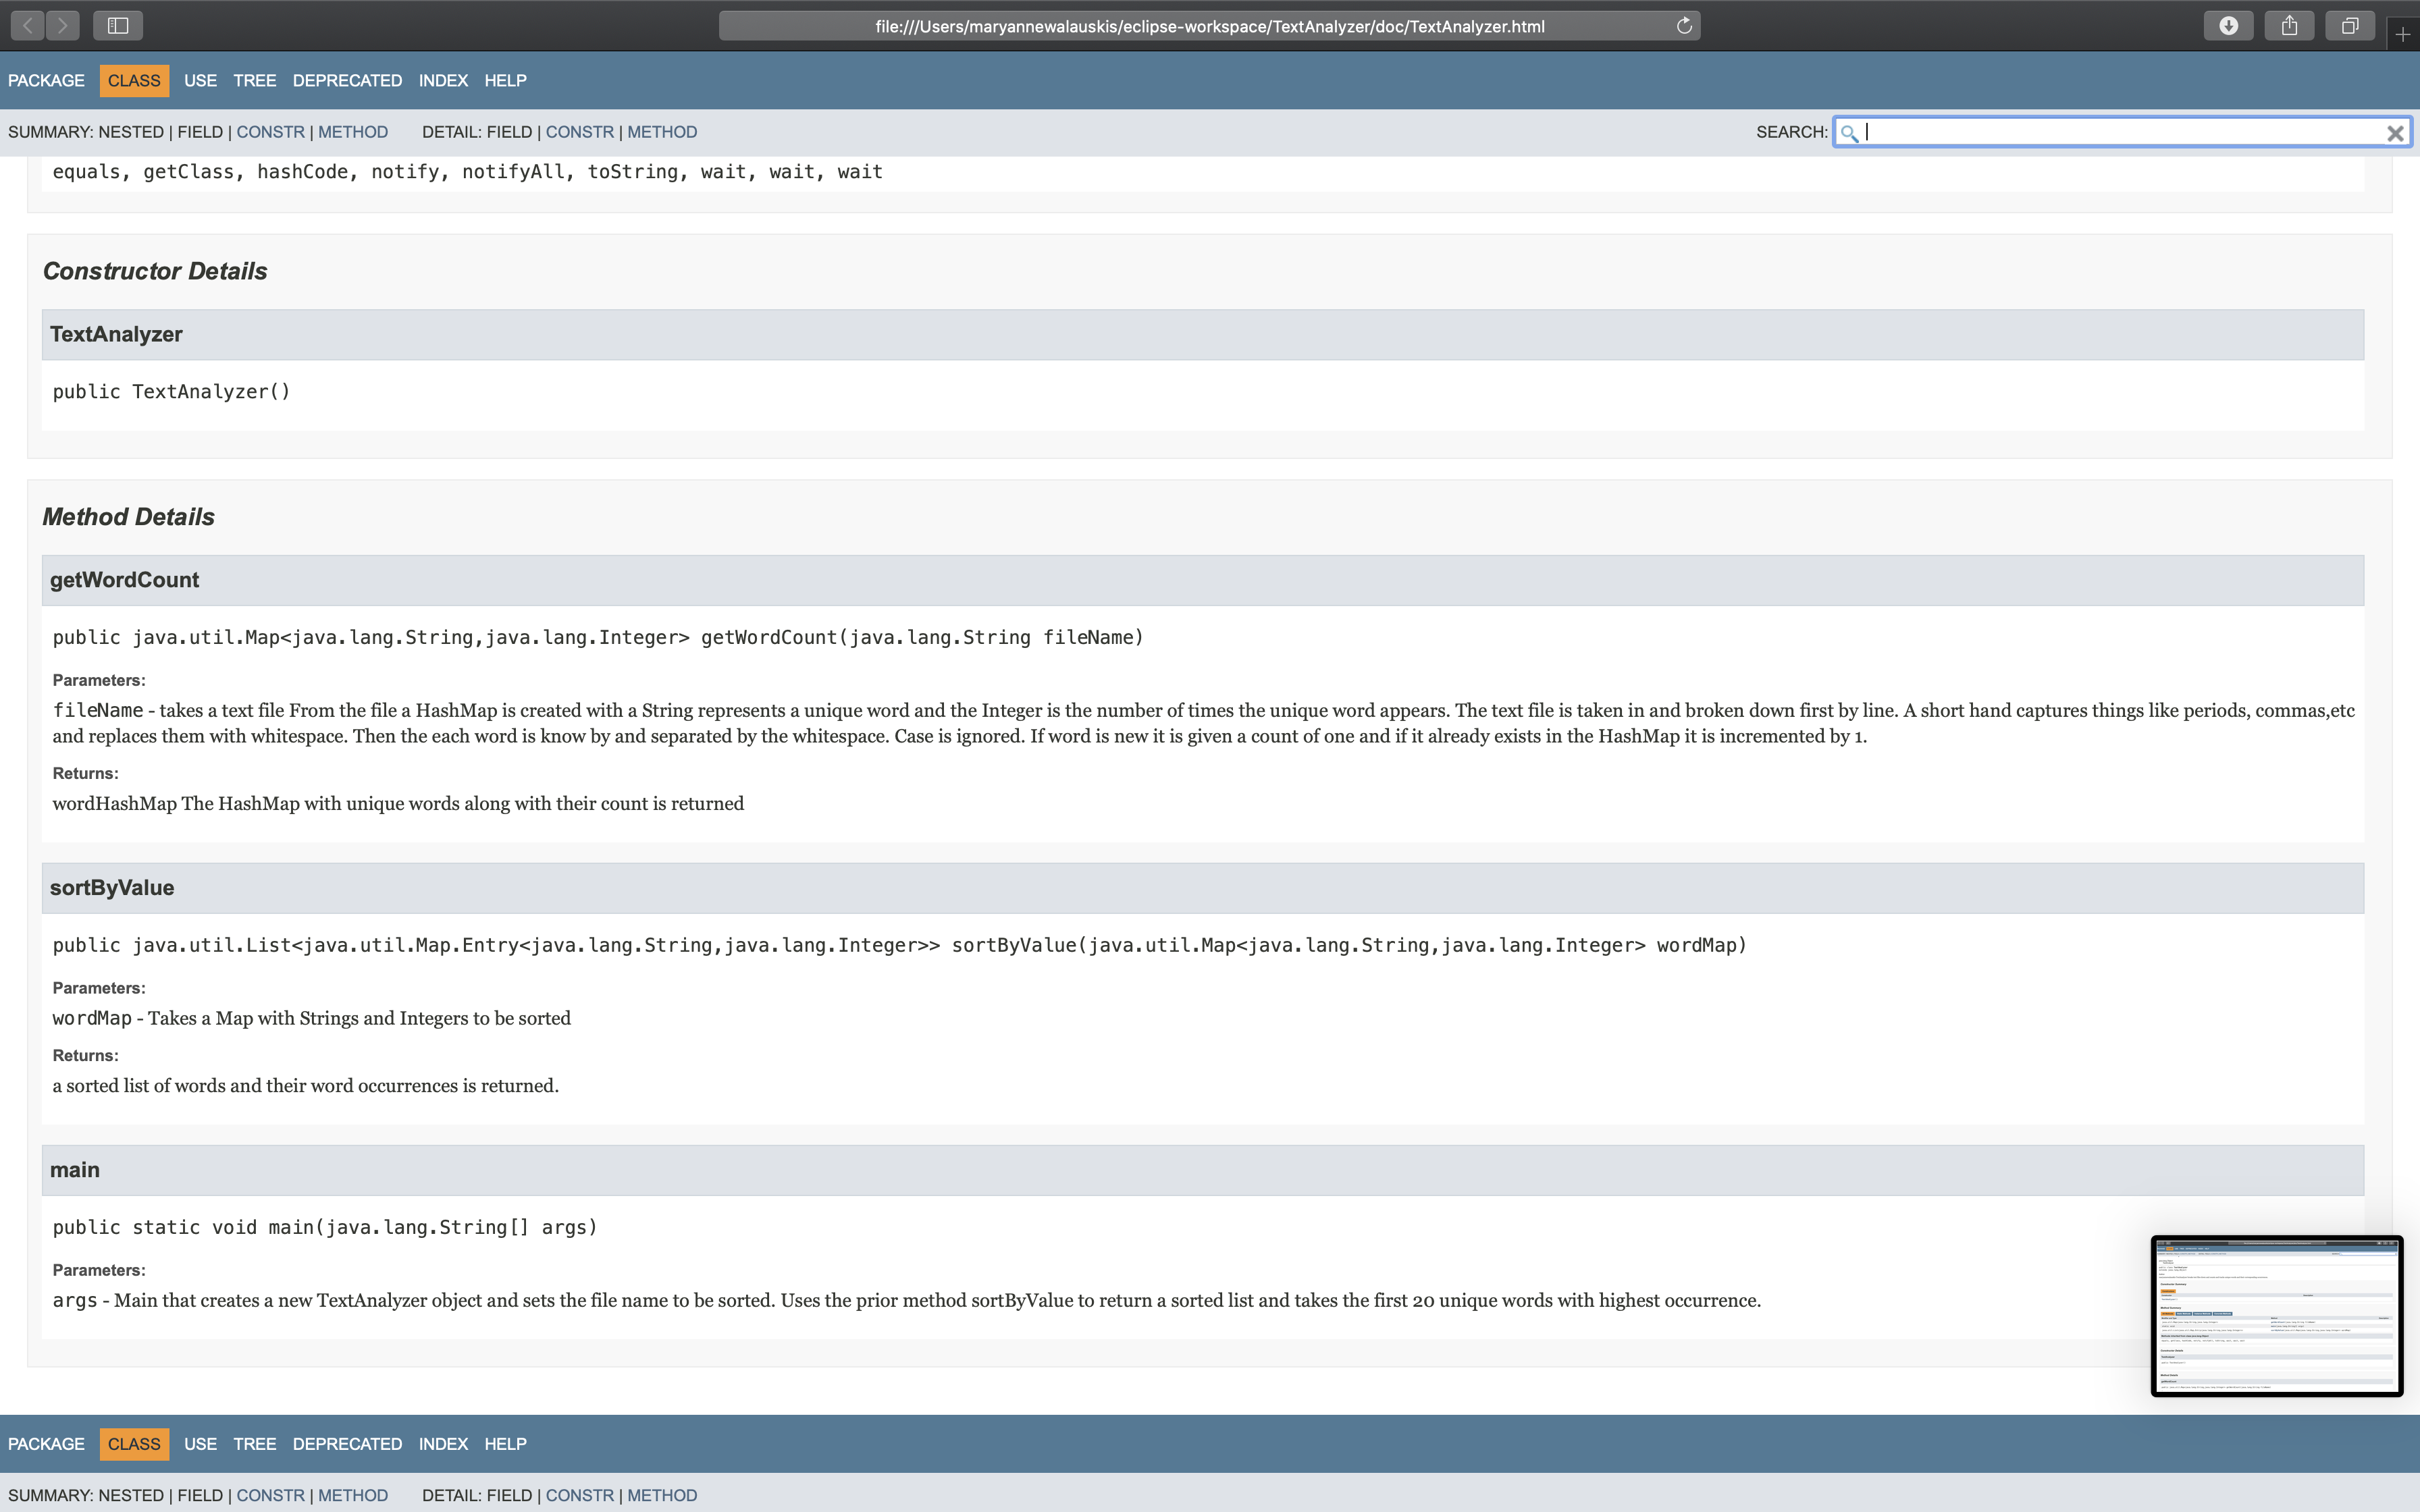 file:///Users/maryannewalauskis/eclipse-workspace/TextAnalyzer/doc/TextAnalyzer.html
PACKAGE CLASS USE TREE DEPRECATED INDEX HELP
SUMMARY: NESTED | FIELD | CONSTR | METHOD DETAIL: FIELD | CONSTR | METHOD SEARCH:
equals, getClass, hashCode, notify, notifyAll, toString, wait, wait, wait
Constructor Details
TextAnalyzer
public TextAnalyzer()
Method Details
getWordCount
public java.util.Map<java.lang.String,java.lang.Integer> getWordCount(java.lang.String fileName)
Parameters:
fileName - takes a text file From the file a HashMap is created with a String represents a unique word and the Integer is the number of times the unique word appears. The text file is taken in and broken down first by line. A short hand captures things like periods, commas,etc
and replaces them with whitespace. Then the each word is know by and separated by the whitespace. Case is ignored. If word is new it is given a count of one and if it already exists in the HashMap it is incremented by 1.
Returns:
wordHashMap The HashMap with unique words along with their count is returned
sortByValue
public java.util.List<java.util.Map.Entry<java.lang.String,java.lang.Integer>> sortByValue(java.util.Map<java.lang.String,java.lang.Integer> wordMap)
Parameters:
wordMap - Takes a Map with Strings and Integers to be sorted
Returns:
a sorted list of words and their word occurrences is returned.
main
public static void main(java.lang.String[] args)
Parameters:
args - Main that creates a new TextAnalyzer object and sets the file name to be sorted. Uses the prior method sortByValue to return a sorted list and takes the first 20 unique words with highest occurrence.
PACKAGE CLASS USE TREE DEPRECATED INDEX HELP
SUMMARY: NESTED | FIELD | CONSTR | METHOD DETAIL: FIELD | CONSTR | METHOD